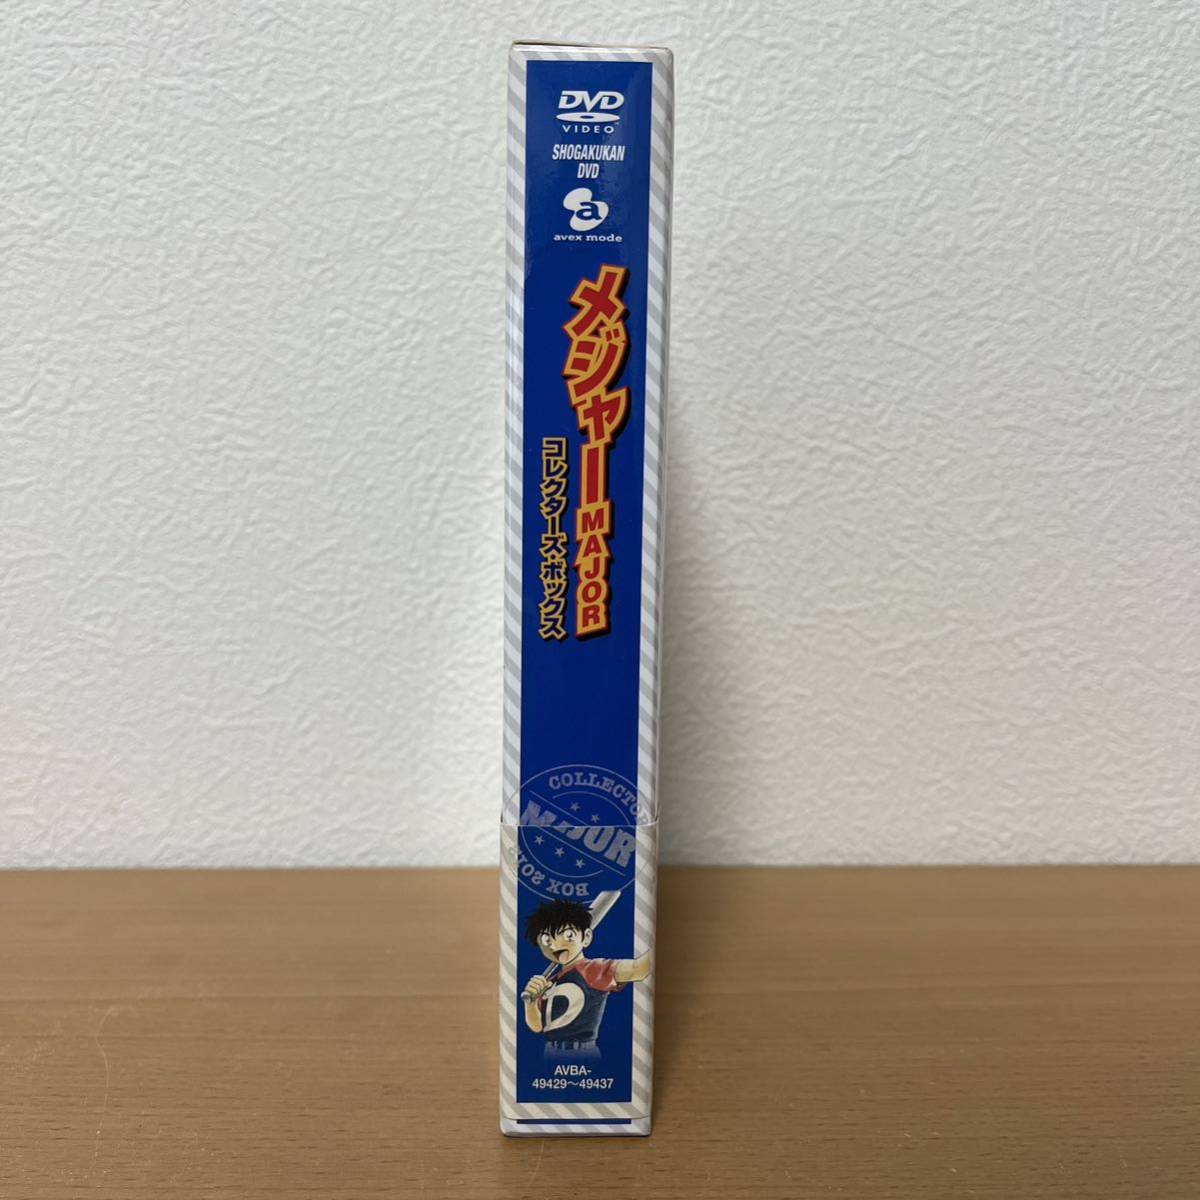 DVD
VIDEO
SHOGAKUKAN
DVD
a
avex mode
メジャー MAJOR
コレクターズ・ボックス
COLLECTOR
MAJOR
BOX 2015
D
AVBA-
49429〜49437